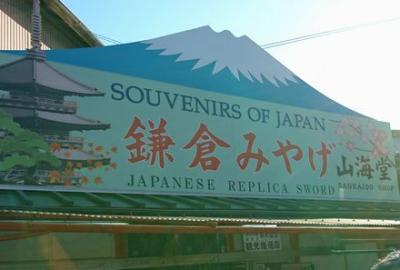 SOUVENIRS OF JAPAN
鎌倉みやげ 山海堂
JAPANESE REPLICA SWORD SANKAIDO SHOP